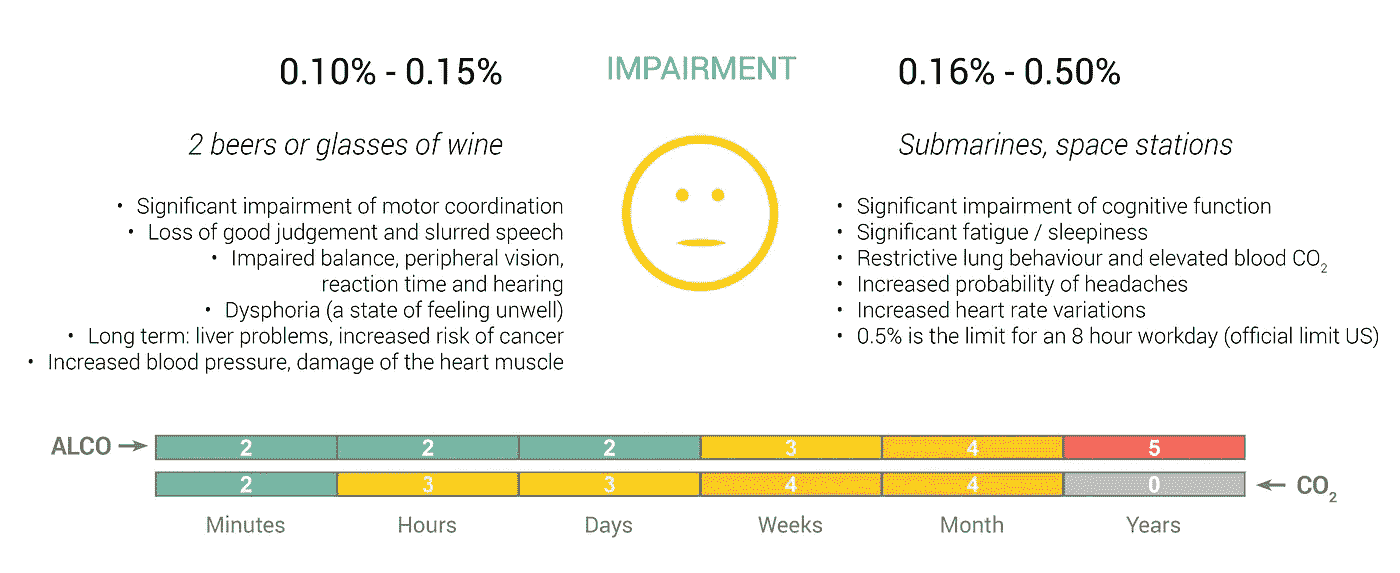 0.10% - 0.15%
2 beers or glasses of wine
• Significant impairment of motor coordination
• Loss of good judgement and slurred speech
• Impaired balance, peripheral vision,
reaction time and hearing
• Dysphoria (a state of feeling unwell)
• Long term: liver problems, increased risk of cancer
• Increased blood pressure, damage of the heart muscle
IMPAIRMENT
0.16% - 0.50%
Submarines, space stations
• Significant impairment of cognitive function
• Significant fatigue / sleepiness
• Restrictive lung behaviour and elevated blood CO₂
• Increased probability of headaches
• Increased heart rate variations
• 0.5% is the limit for an 8 hour workday (official limit US)
ALCO → 2 2 2 3 4 5
2 3 3 4 4 0 ← CO₂
Minutes Hours Days Weeks Month Years